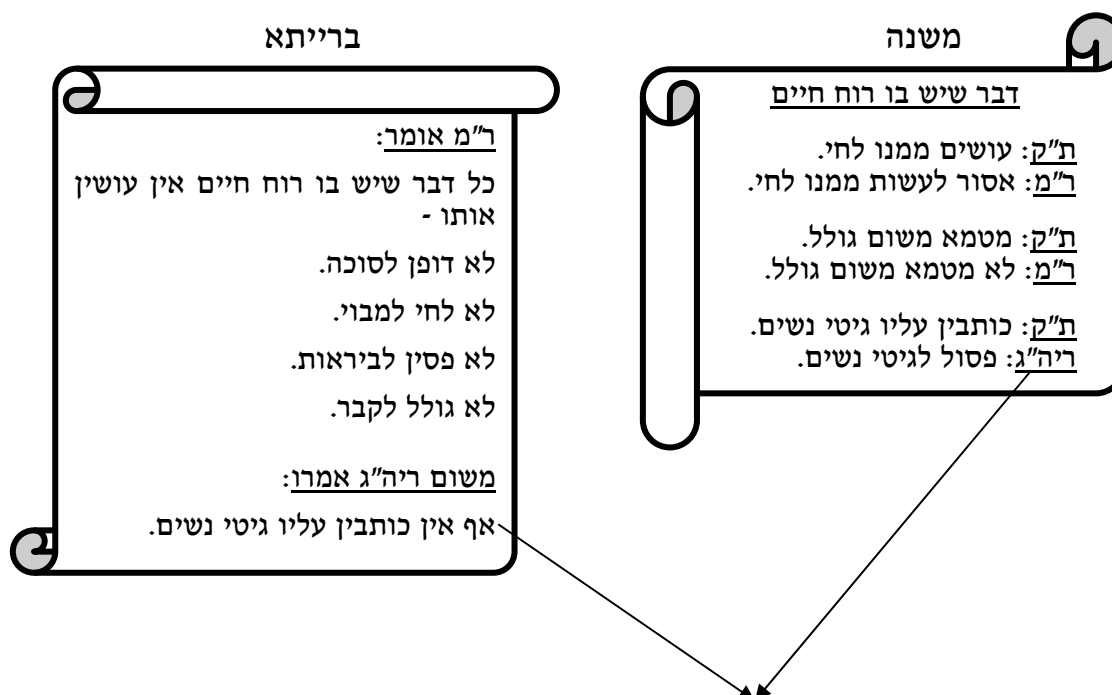 משנה
דבר שיש בו רוח חיים
ת"ק: עושים ממנו לחי.
ר"מ: אסור לעשות ממנו לחי.
ת"ק: מטמא משום גולל.
ר"מ: לא מטמא משום גולל.
ת"ק: כותבין עליו גיטי נשים.
ריה"ג: פסול לגיטי נשים.
ברייתא
ר"מ אומר:
כל דבר שיש בו רוח חיים אין עושין
אותו -
לא דופן לסוכה.
לא לחי למבוי.
לא פסין לביראות.
לא גולל לקבר.
משום ריה"ג אמרו:
אף אין כותבין עליו גיטי נשים.